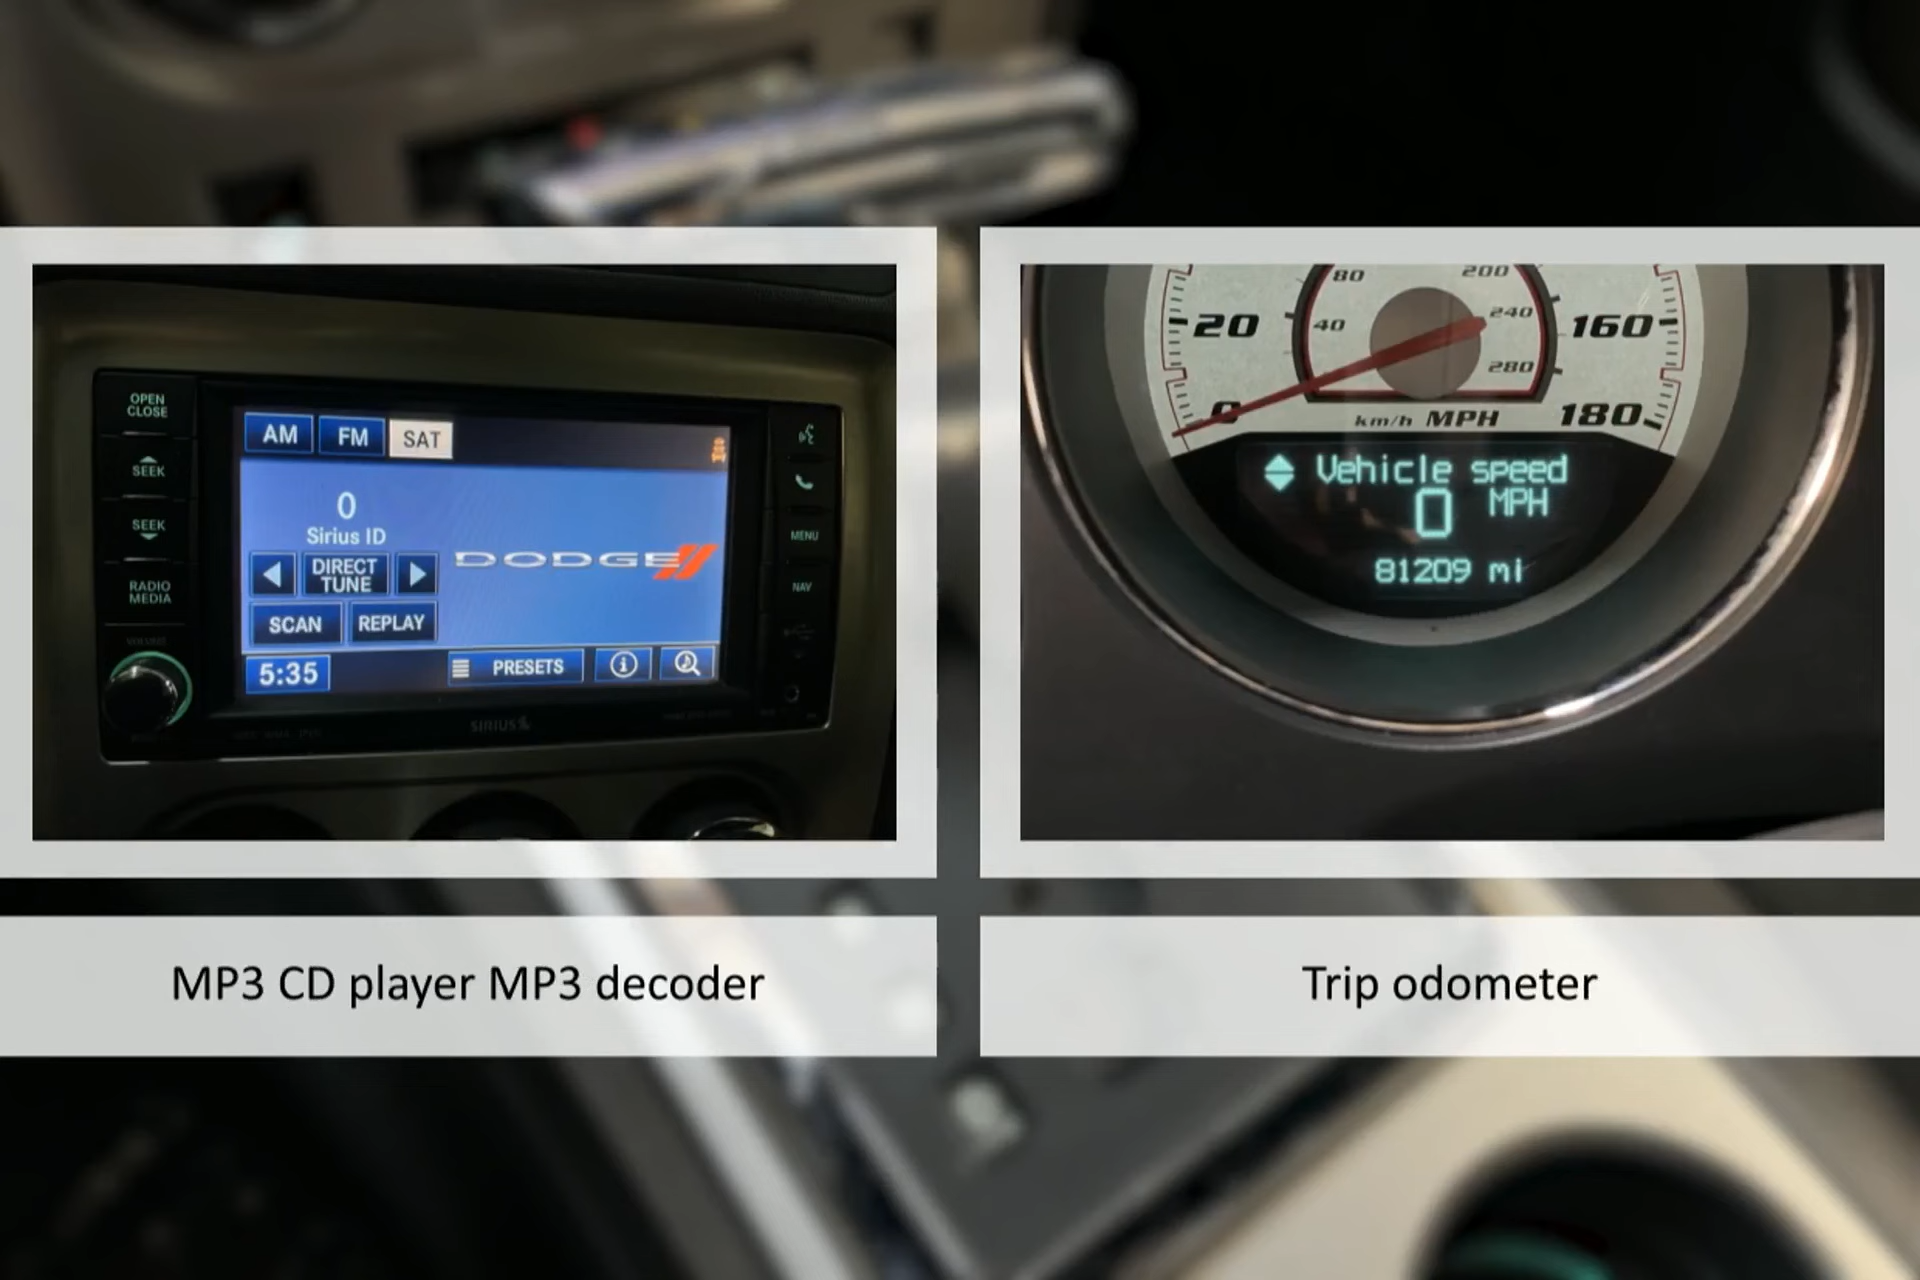 OPEN
CLOSE
SEEK
SEEK
RADIO
MEDIA
AM
FM
SAT
0
Sirius ID
DIRECT
TUNE
SCAN
REPLAY
DODGE
5:35
PRESETS
MENU
NAV
SIRIUS
20
80
40
200
240
280
160
180
0
km/h MPH
Vehicle speed
0 MPH
81209 mi
MP3 CD player MP3 decoder
Trip odometer